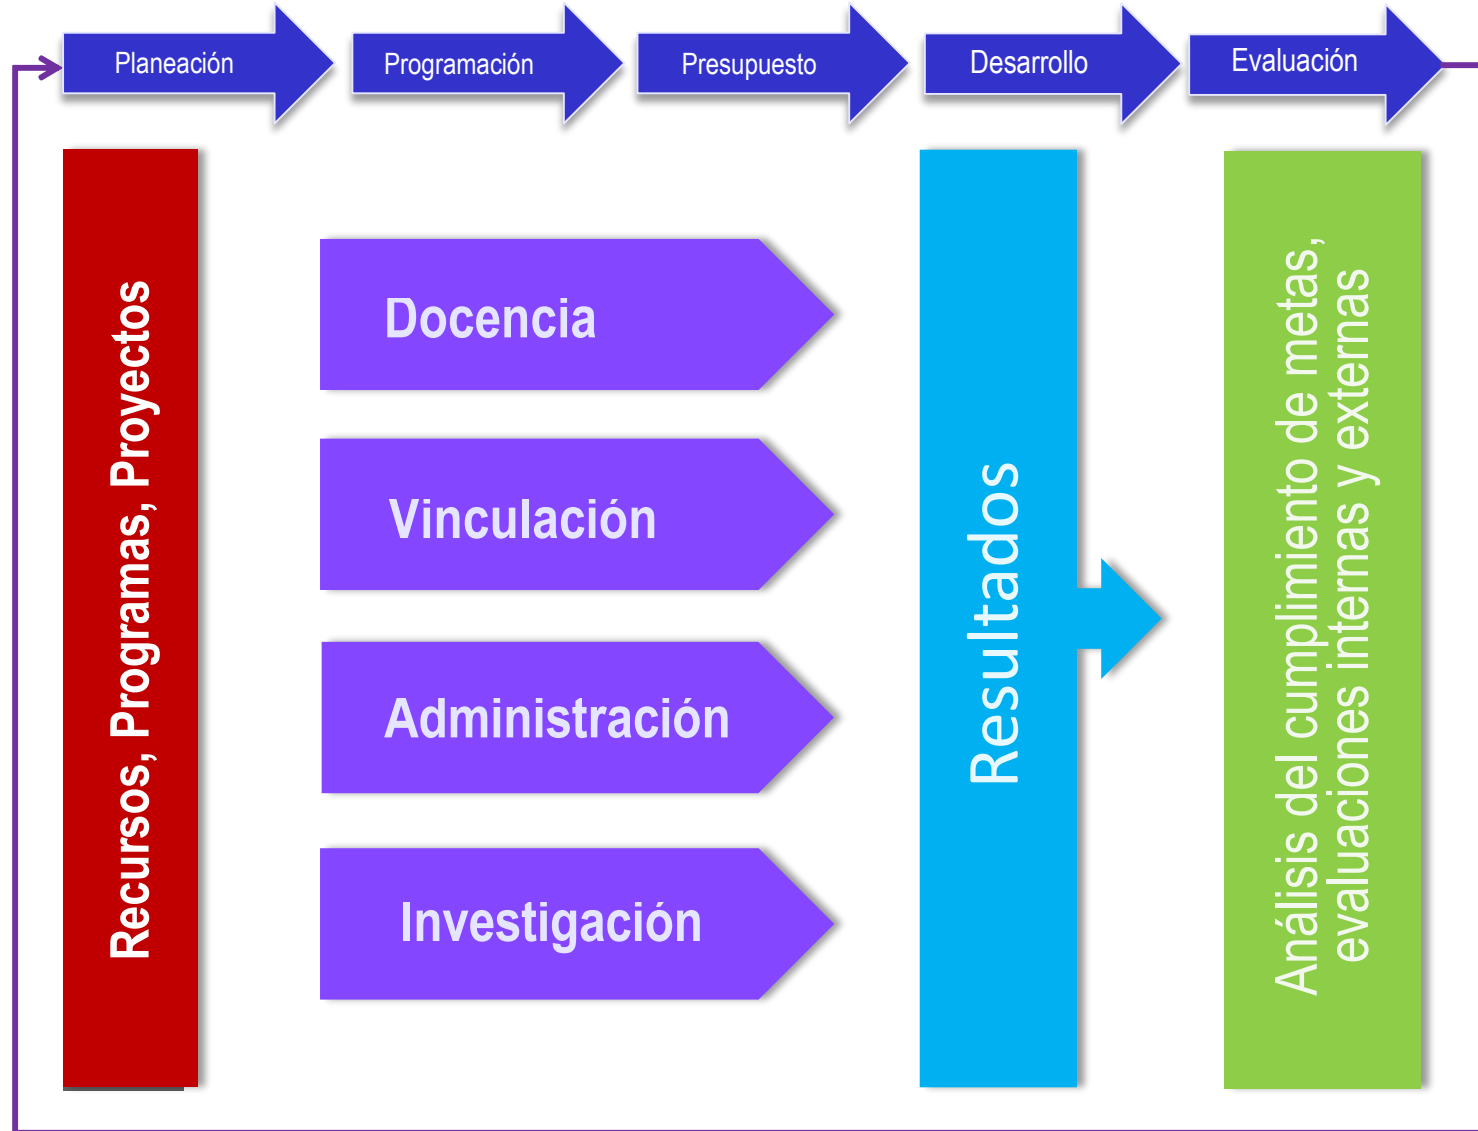 Planeación
Programación
Presupuesto
Desarrollo
Evaluación
Recursos, Programas, Proyectos
Docencia
Vinculación
Administración
Investigación
Resultados
Análisis del cumplimiento de metas,
evaluaciones internas y externas